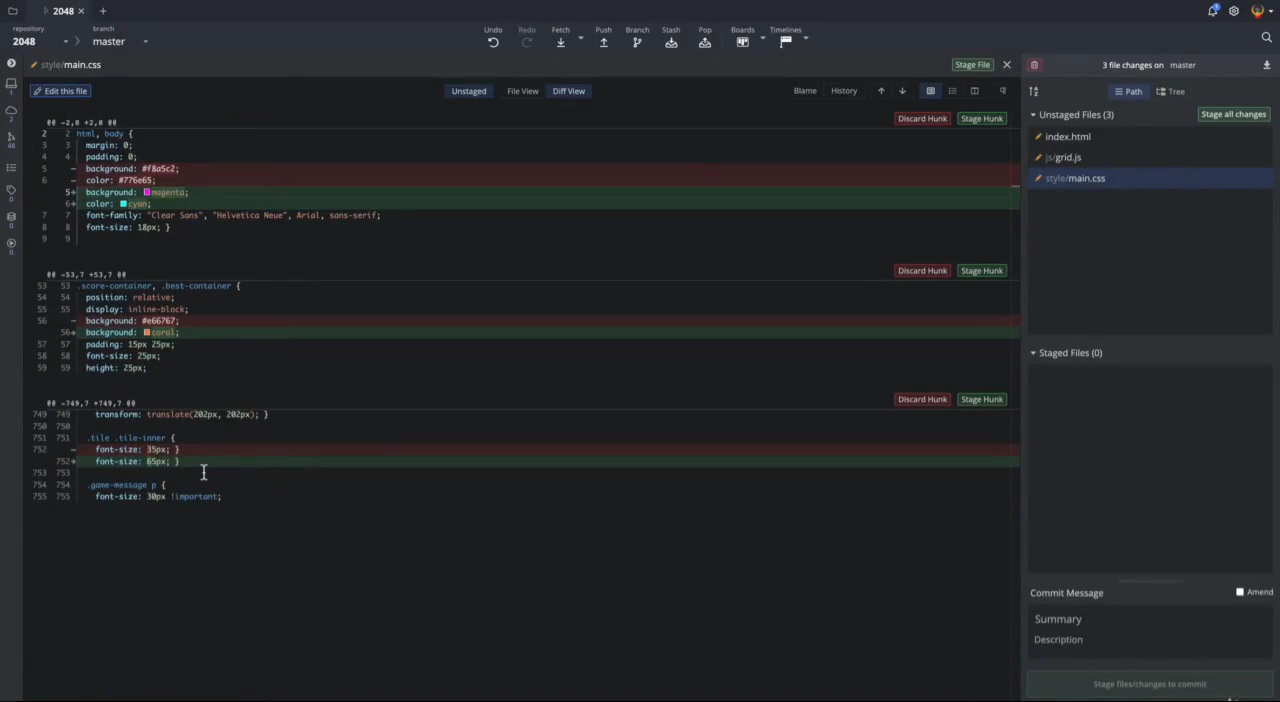 2048
repository
2048
branch
master
Undo
Redo
Fetch
Push
Branch
Stash
Pop
Boards
Timelines
style/main.css
Stage File
3 file changes on master
Edit this file
Unstaged
File View
Diff View
Blame
History
Path
Tree
Unstaged Files (3)
Stage all changes
index.html
js/grid.js
style/main.css
1
2
48
0
0
0
@@ -2,8 +2,8 @@
Discard Hunk
Stage Hunk
2 2 html, body {
3 3 margin: 0;
4 4 padding: 0;
5 - background: #f8a5c2;
6 - color: #776e65;
5+ background: magenta;
6+ color: cyan;
7 7 font-family: "Clear Sans", "Helvetica Neue", Arial, sans-serif;
8 8 font-size: 18px; }
9 9
@@ -53,7 +53,7 @@
Discard Hunk
Stage Hunk
53 53 .score-container, .best-container {
54 54 position: relative;
55 55 display: inline-block;
56 - background: #e66767;
56+ background: coral;
57 57 padding: 15px 25px;
58 58 font-size: 25px;
59 59 height: 25px;
@@ -749,7 +749,7 @@
Discard Hunk
Stage Hunk
749 749 transform: translate(202px, 202px); }
750 750
751 751 .tile .tile-inner {
752 - font-size: 35px; }
752+ font-size: 65px; }
753 753
754 754 .game-message p {
755 755 font-size: 30px !important;
Staged Files (0)
Commit Message
Amend
Summary
Description
Stage files/changes to commit